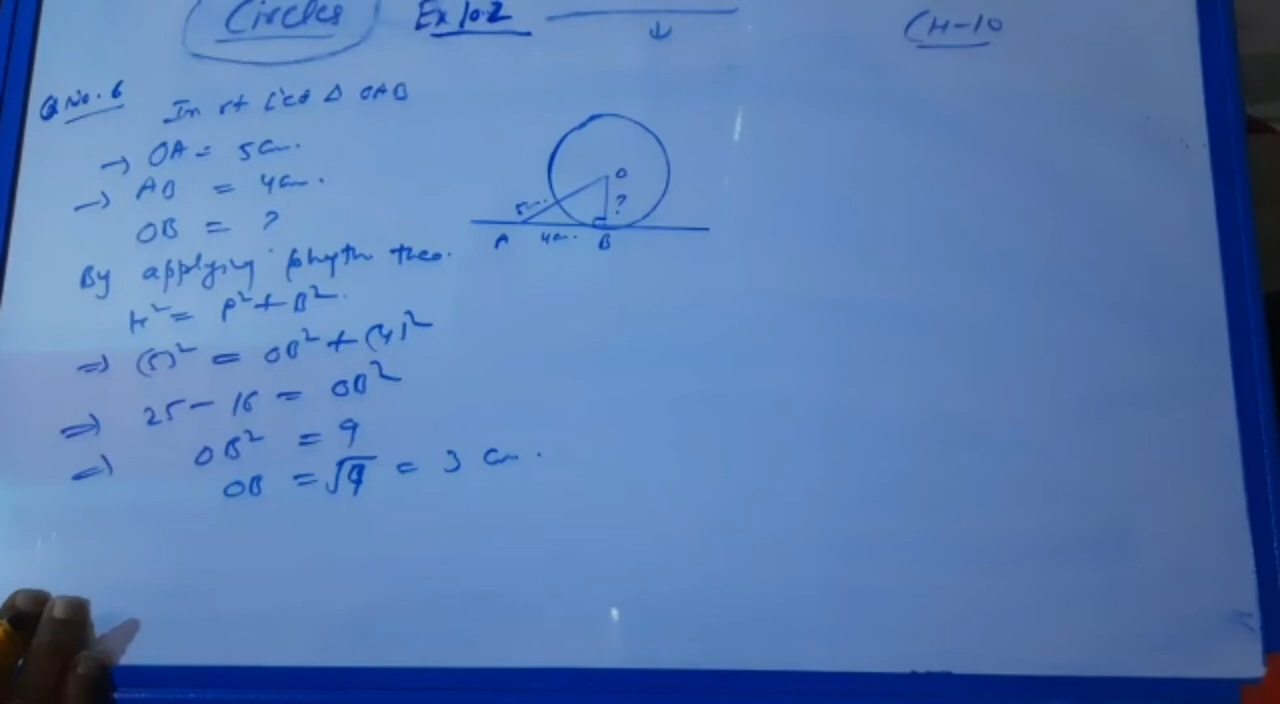 Circles Ex 10.2 CH-10
Q No. 6 In rt L'ed Δ OAB
→ OA = 5cm.
→ AB = 4cm.
OB = ?
By applying phyth theo.
H² = P² + B².
⇒ (5)² = OB² + (4)²
⇒ 25 - 16 = OB²
⇒ OB² = 9
OB = √9 = 3 cm.
O
5cm. ?
A 4cm. B